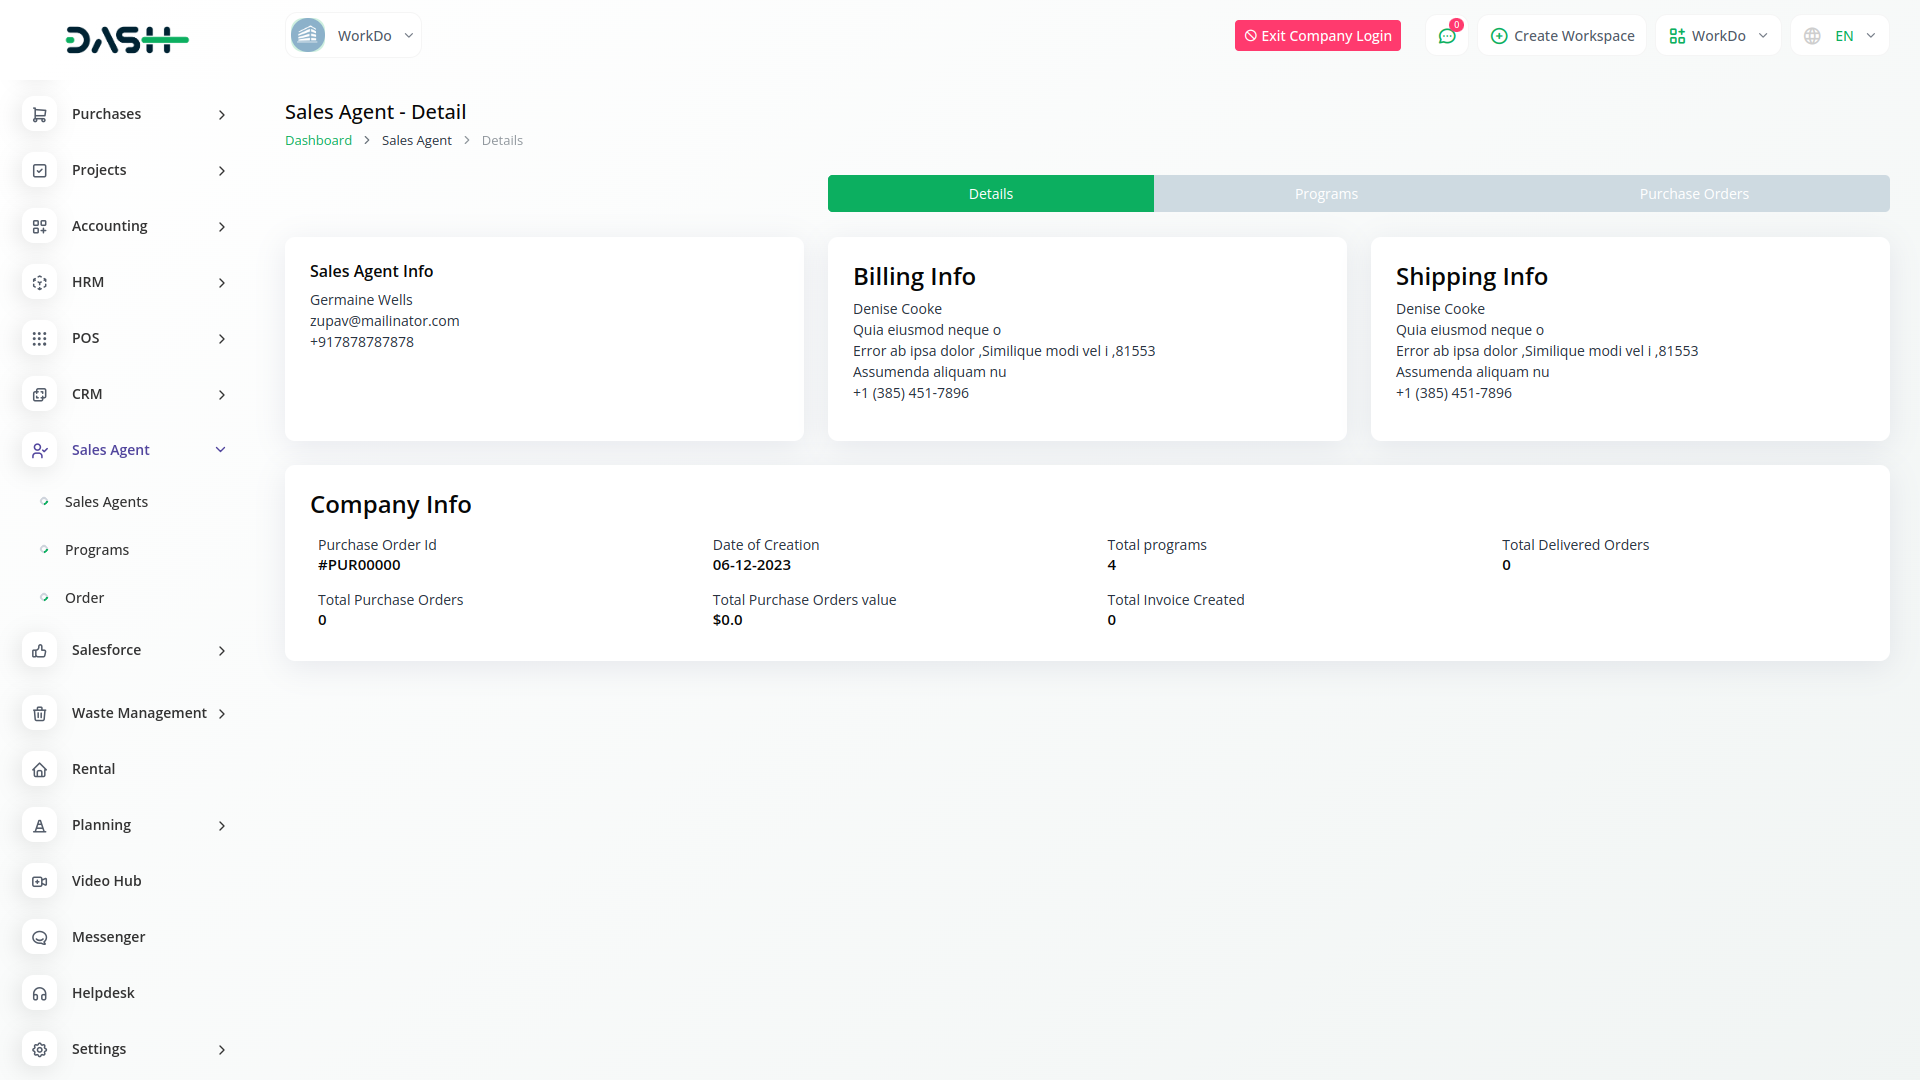 DASH
WorkDo
Exit Company Login
0
Create Workspace
WorkDo
EN
Purchases
Projects
Accounting
HRM
POS
CRM
Sales Agent
Sales Agents
Programs
Order
Salesforce
Waste Management
Rental
Planning
Video Hub
Messenger
Helpdesk
Settings
Sales Agent - Detail
Dashboard > Sales Agent > Details
Details
Programs
Purchase Orders
Sales Agent Info
Germaine Wells
zupav@mailinator.com
+917878787878
Billing Info
Denise Cooke
Quia eiusmod neque o
Error ab ipsa dolor ,Similique modi vel i ,81553
Assumenda aliquam nu
+1 (385) 451-7896
Shipping Info
Denise Cooke
Quia eiusmod neque o
Error ab ipsa dolor ,Similique modi vel i ,81553
Assumenda aliquam nu
+1 (385) 451-7896
Company Info
Purchase Order Id
#PUR00000
Date of Creation
06-12-2023
Total programs
4
Total Delivered Orders
0
Total Purchase Orders
0
Total Purchase Orders value
$0.0
Total Invoice Created
0